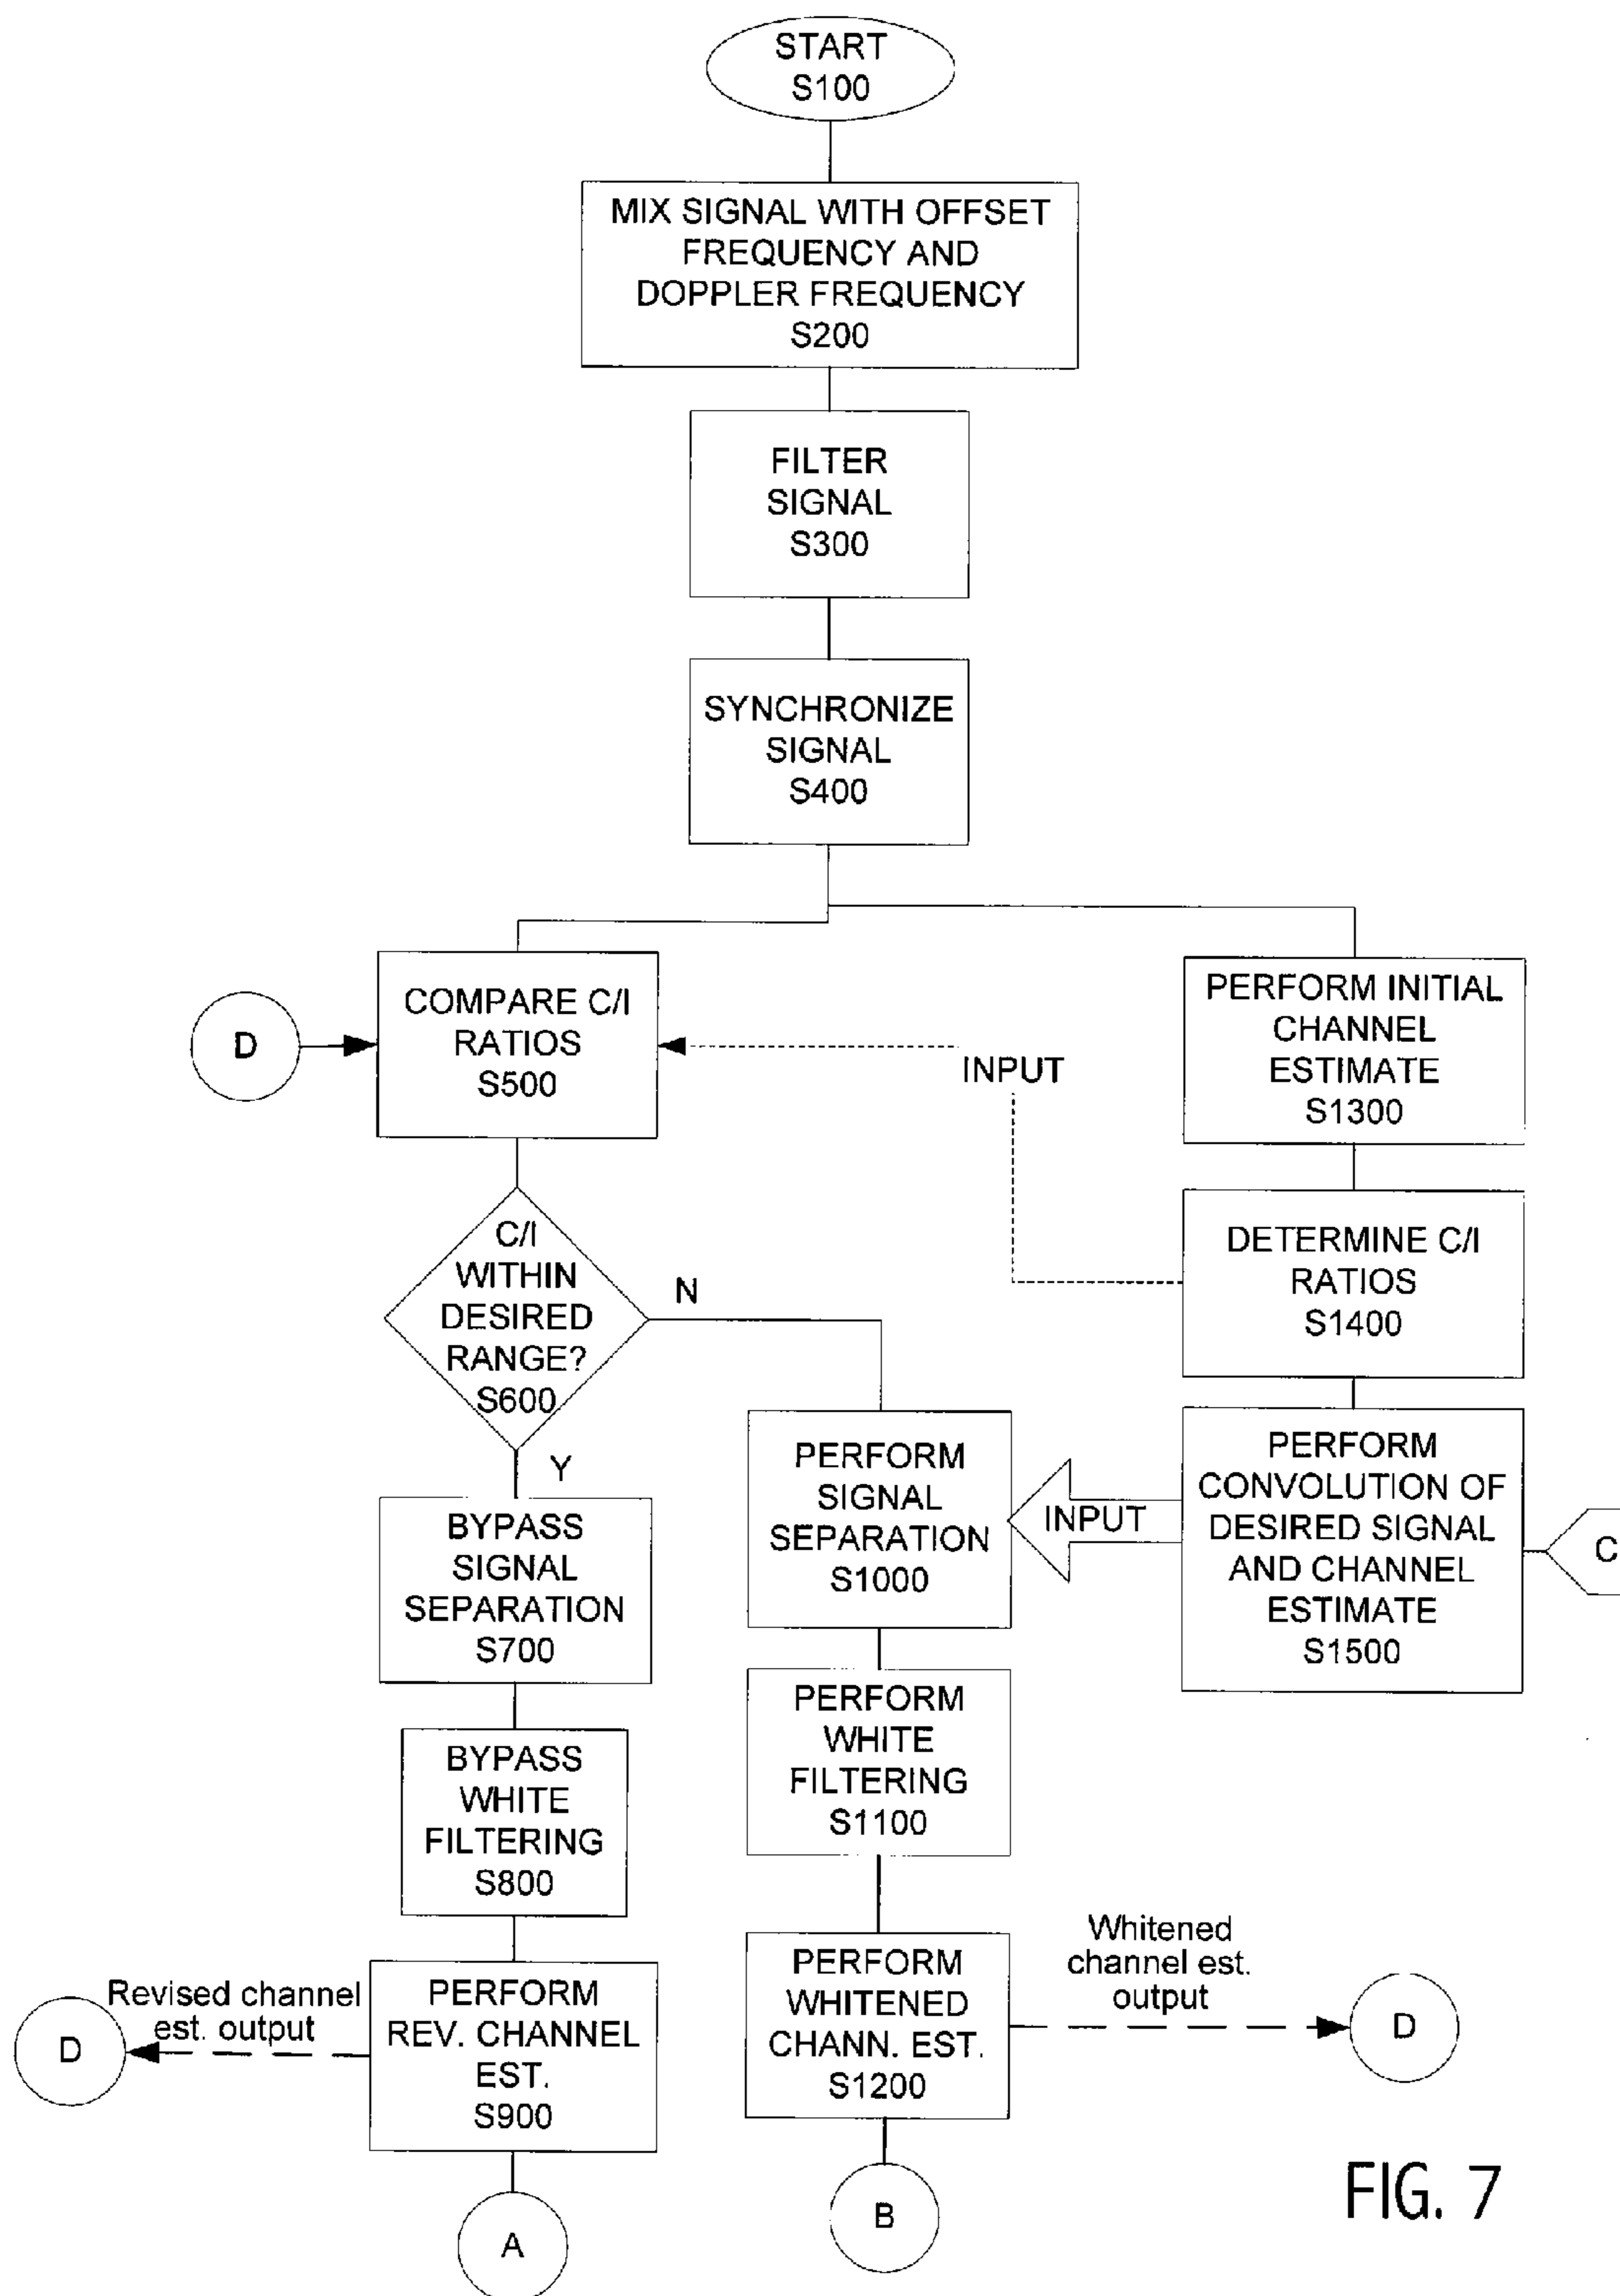 START
S100
MIX SIGNAL WITH OFFSET
FREQUENCY AND
DOPPLER FREQUENCY
S200
FILTER
SIGNAL
S300
SYNCHRONIZE
SIGNAL
S400
D
COMPARE C/I
RATIOS
S500
INPUT
PERFORM INITIAL
CHANNEL
ESTIMATE
S1300
C/I
WITHIN
DESIRED
RANGE?
S600
N
Y
DETERMINE C/I
RATIOS
S1400
PERFORM
SIGNAL
SEPARATION
S1000
INPUT
PERFORM
CONVOLUTION OF
DESIRED SIGNAL
AND CHANNEL
ESTIMATE
S1500
C
BYPASS
SIGNAL
SEPARATION
S700
PERFORM
WHITE
FILTERING
S1100
BYPASS
WHITE
FILTERING
S800
Revised channel
est. output
D
PERFORM
REV. CHANNEL
EST.
S900
PERFORM
WHITENED
CHANN. EST.
S1200
Whitened
channel est.
output
D
A
B
FIG. 7